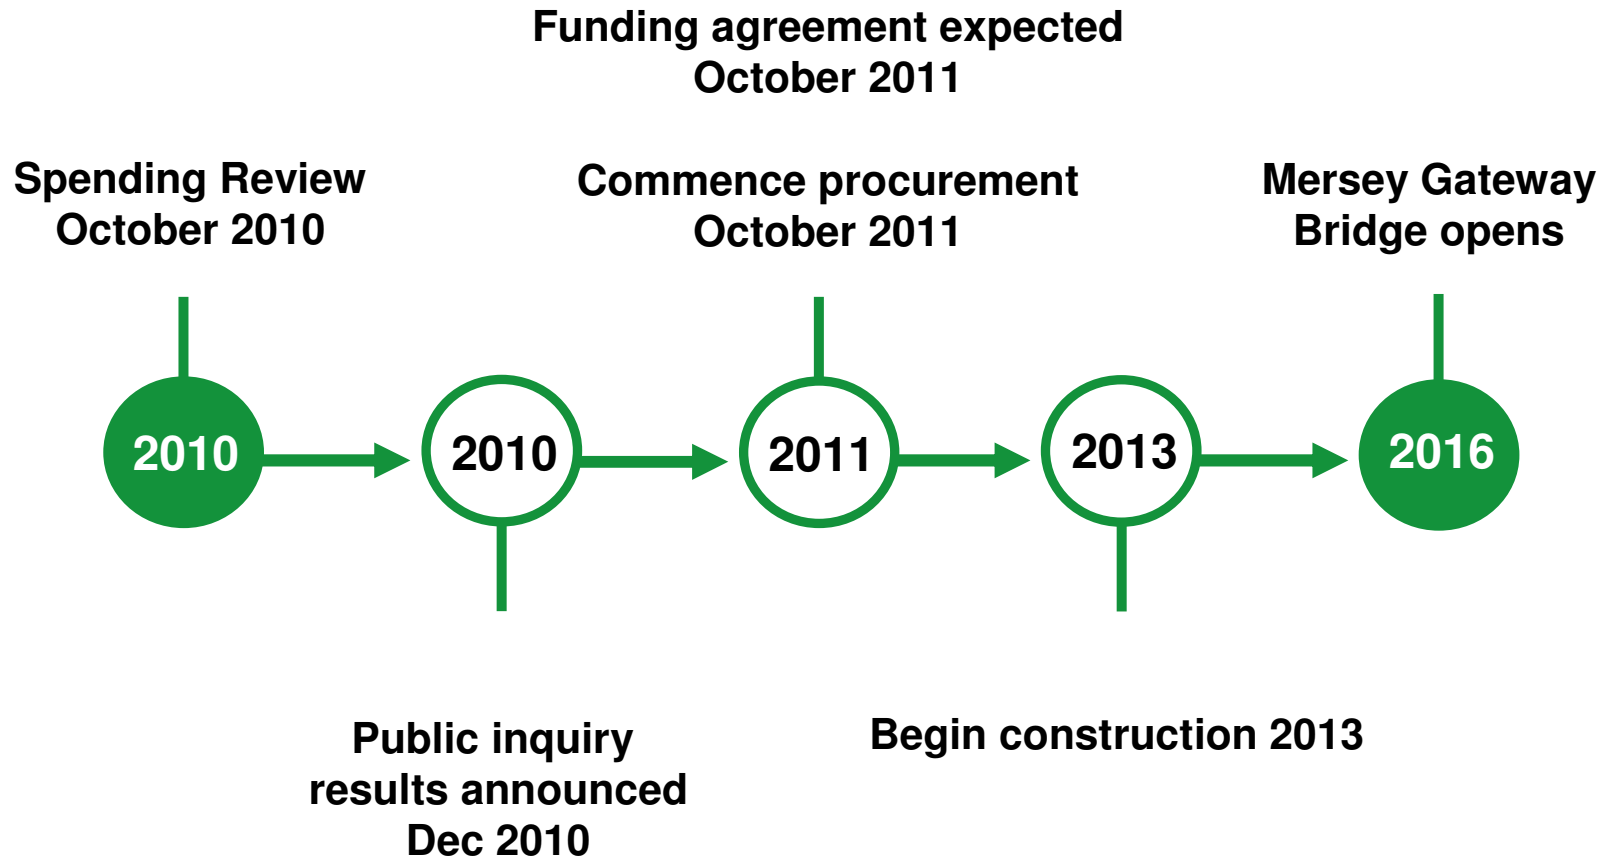 Funding agreement expected
October 2011
Spending Review
October 2010
Commence procurement
October 2011
Mersey Gateway
Bridge opens
2010
2010
2011
2013
2016
Public inquiry
results announced
Dec 2010
Begin construction 2013